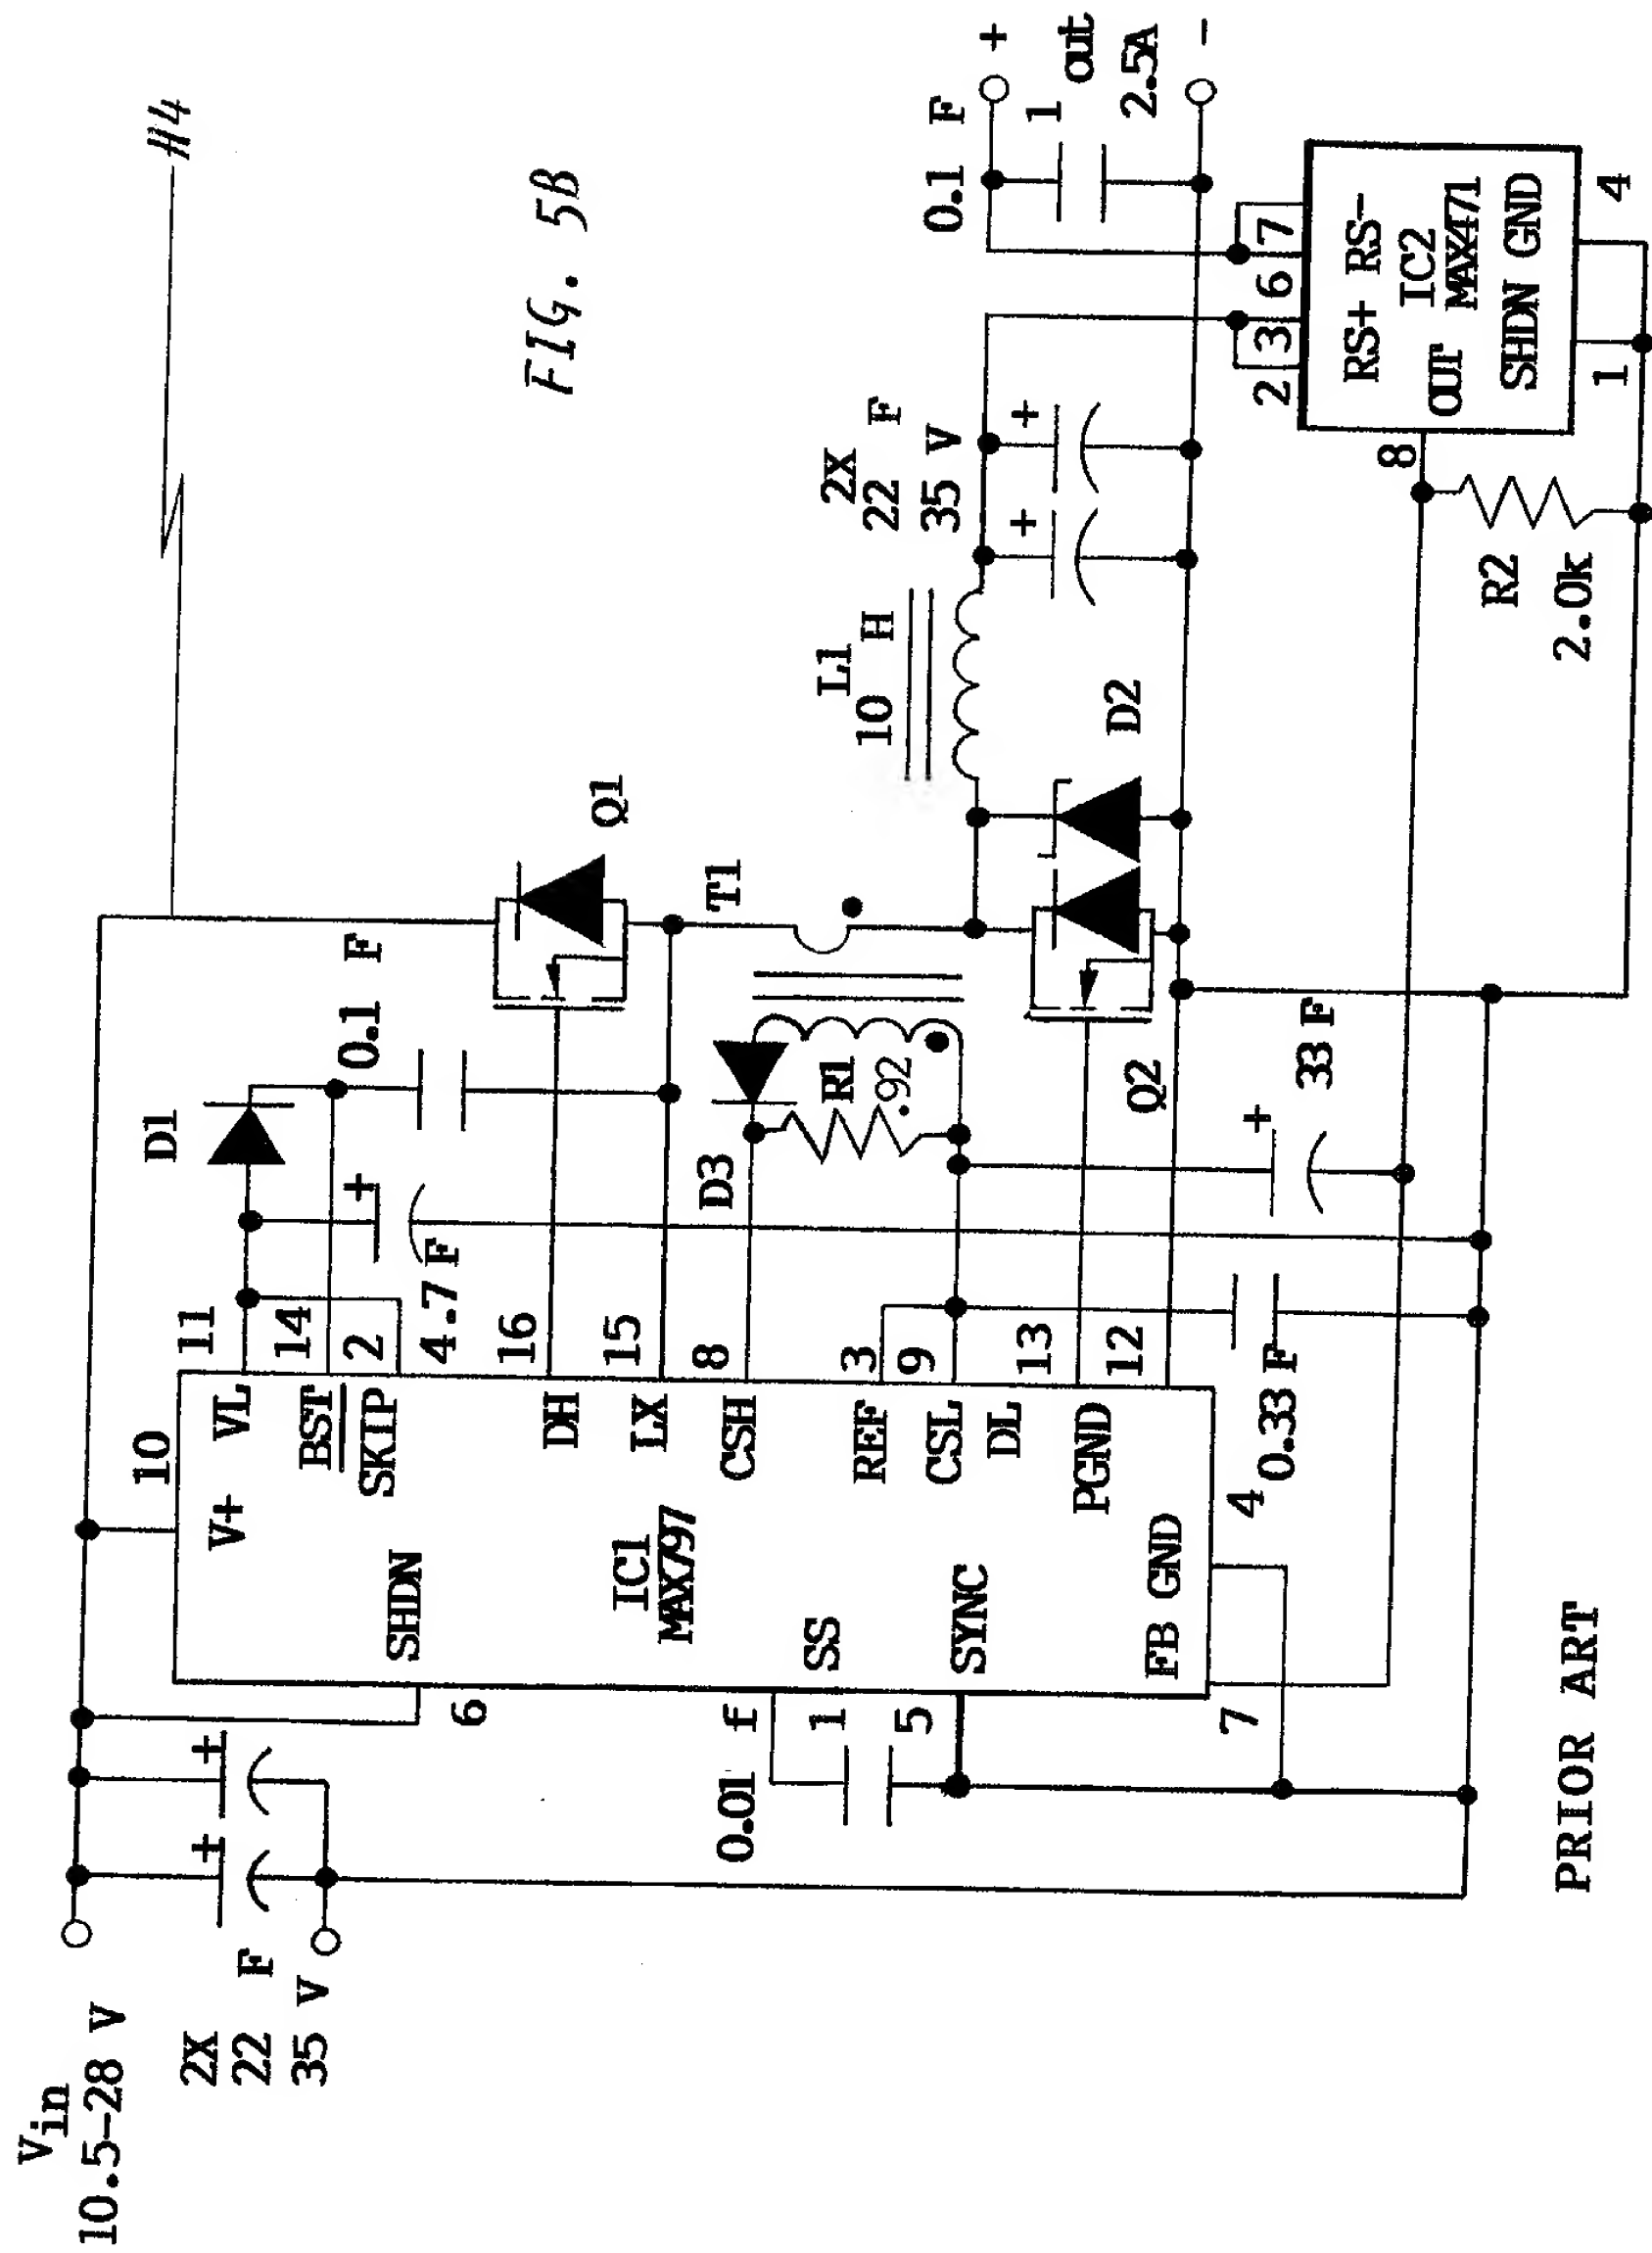 H4
FIG. 5B
Vin
10.5-28 V
2X
22 F
35 V
10
V+
VL
11
BST
14
SKIP
2
SHDN
6
D1
0.1 F
4.7 F
Q1
DH
16
LX
15
IC1
MAX797
CSH
8
D3
R1
.92
T1
SS
f
1
0.01
REF
3
CSL
9
SYNC
5
DL
13
PGND
12
Q2
FB GND
7
4
0.33 F
33 F
L1
10 H
D2
2X
22 F
35 V
0.1 F
+
1 out
2.5A
-
2 3 6 7
RS+ RS-
IC2
OUT MAX471
SHDN GND
8
1
4
R2
2.0k
PRIOR ART